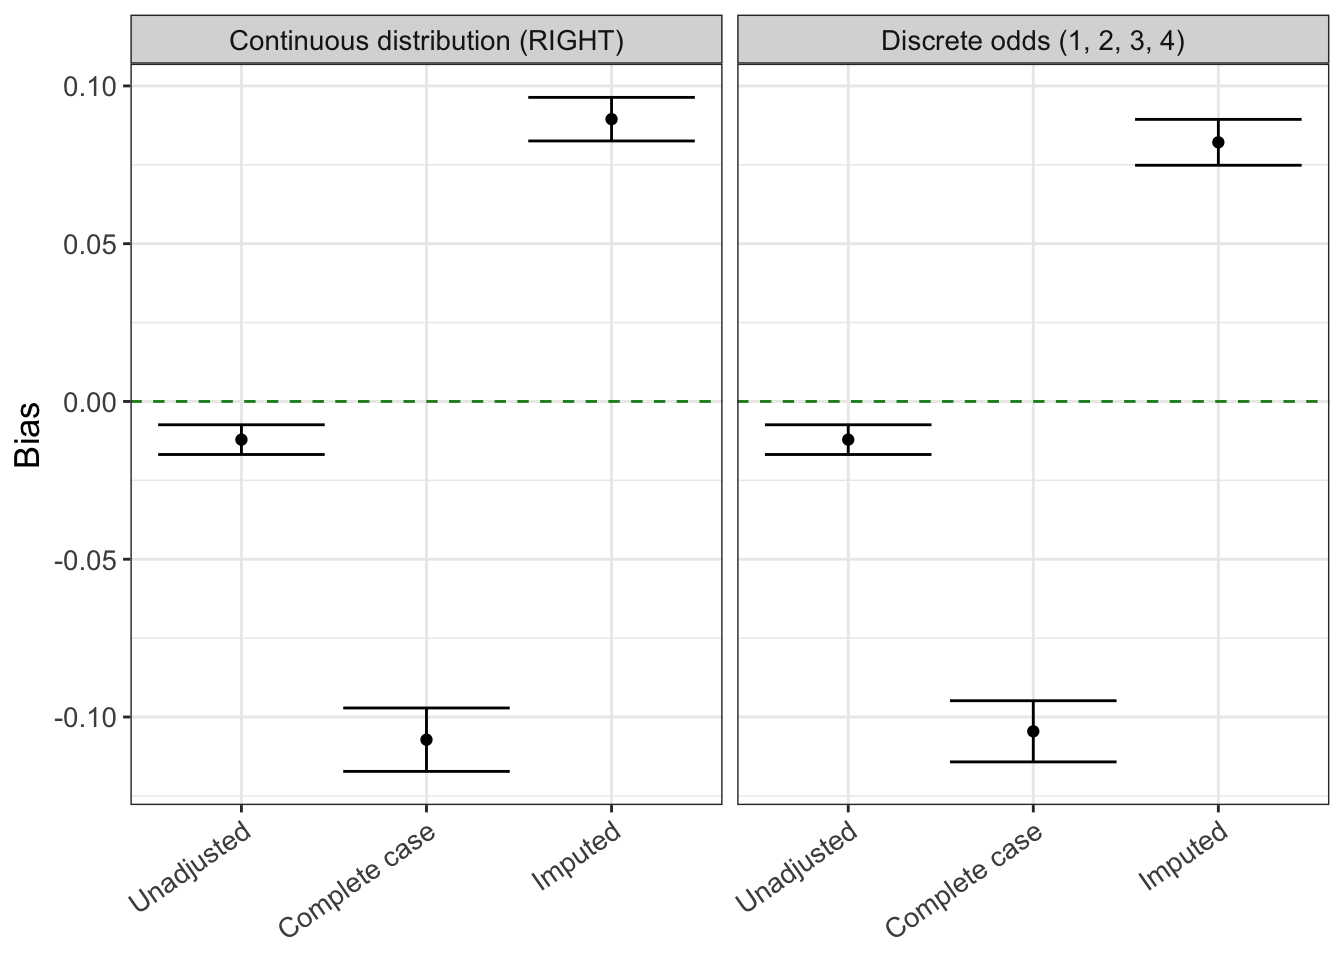 Continuous distribution (RIGHT)
Discrete odds (1, 2, 3, 4)
0.10
0.05
0.00
-0.05
-0.10
Bias
Unadjusted
Complete case
Imputed
Unadjusted
Complete case
Imputed